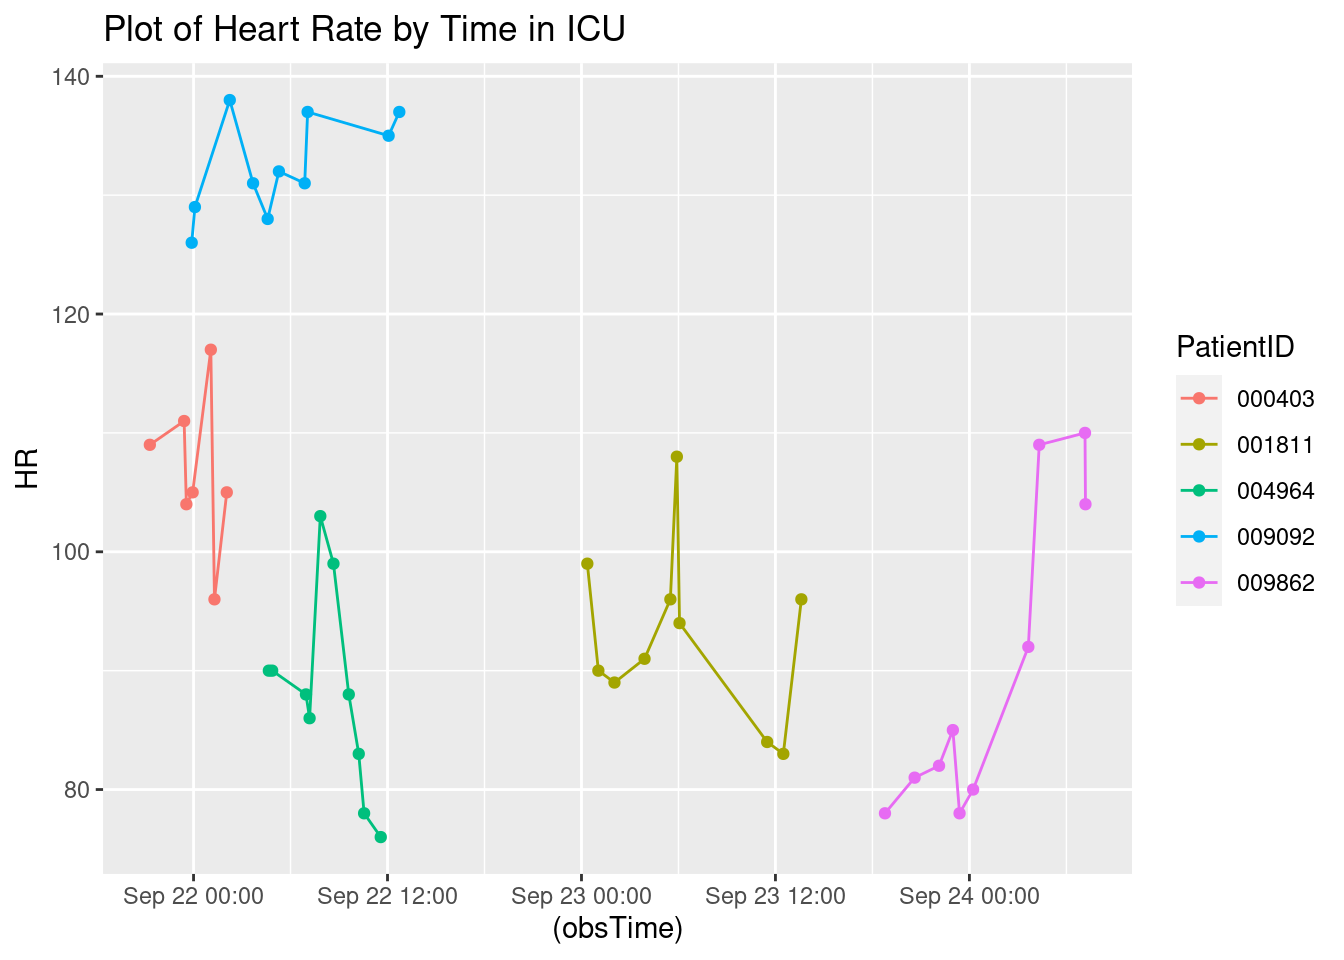 Plot of Heart Rate by Time in ICU
140
120
100
80
HR
Sep 22 00:00
Sep 22 12:00
Sep 23 00:00
Sep 23 12:00
Sep 24 00:00
(obsTime)
PatientID
000403
001811
004964
009092
009862